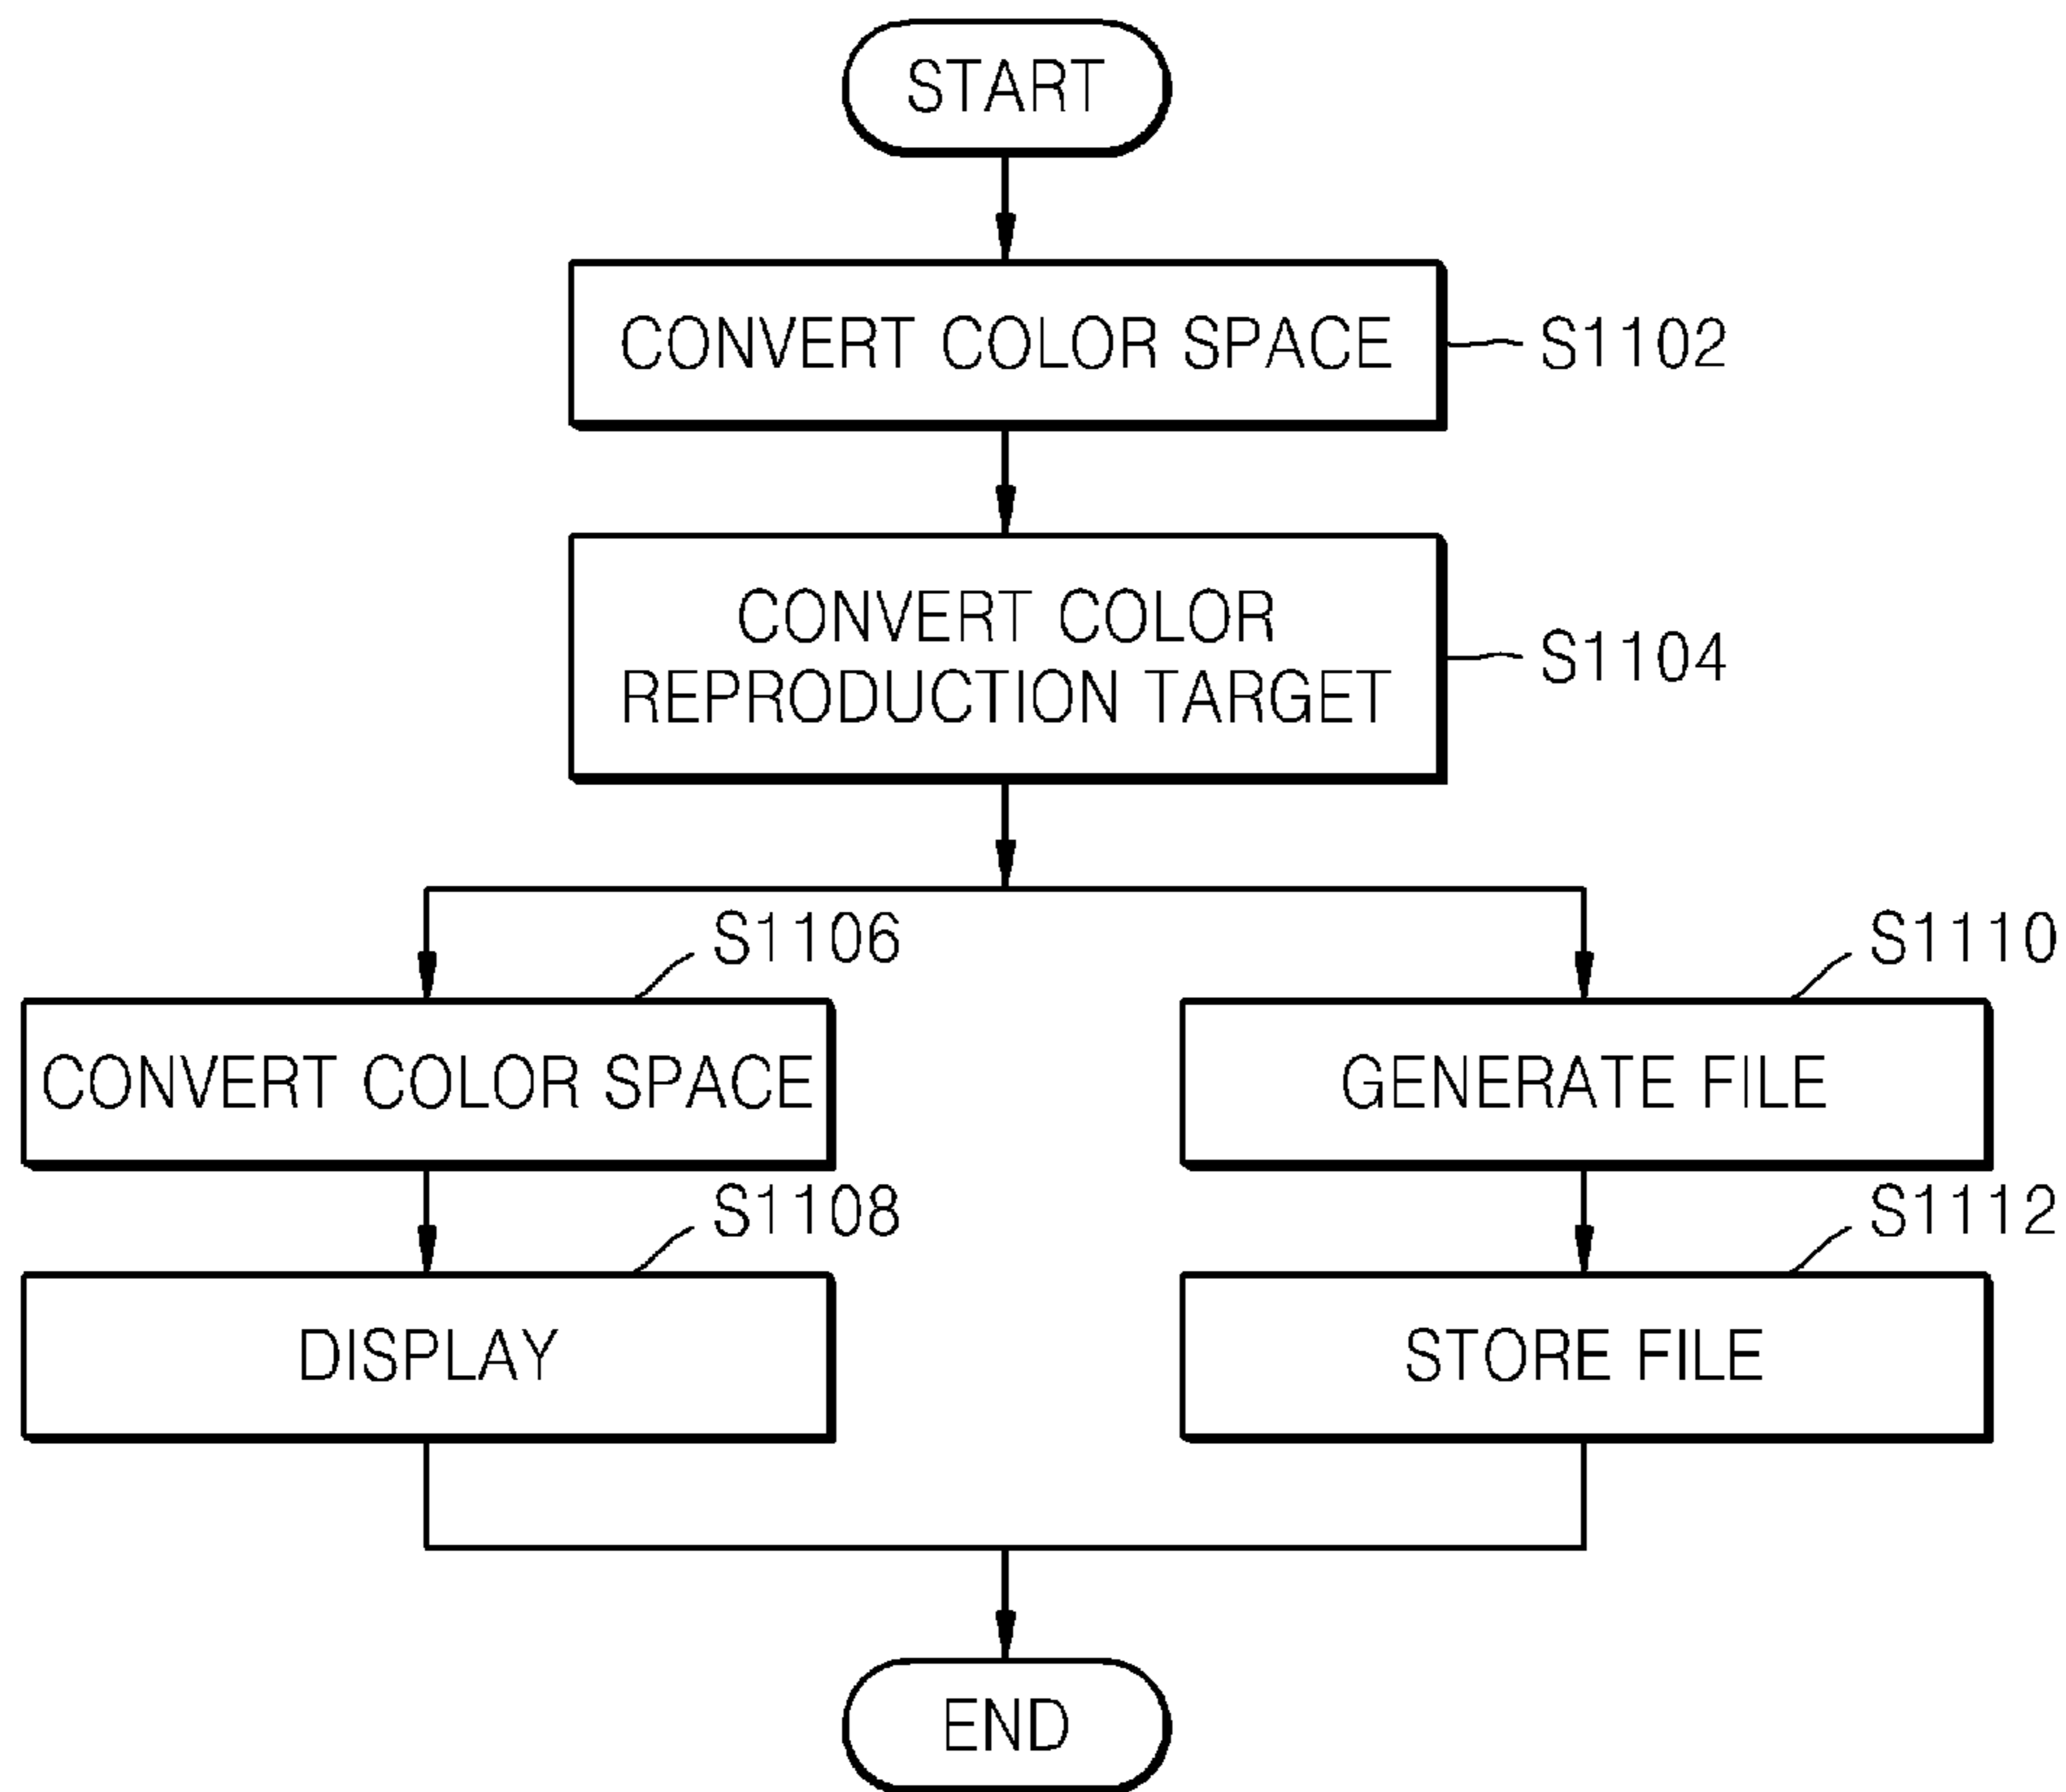 START
CONVERT COLOR SPACE
S1102
CONVERT COLOR
REPRODUCTION TARGET
S1104
S1106
CONVERT COLOR SPACE
S1108
DISPLAY
S1110
GENERATE FILE
S1112
STORE FILE
END